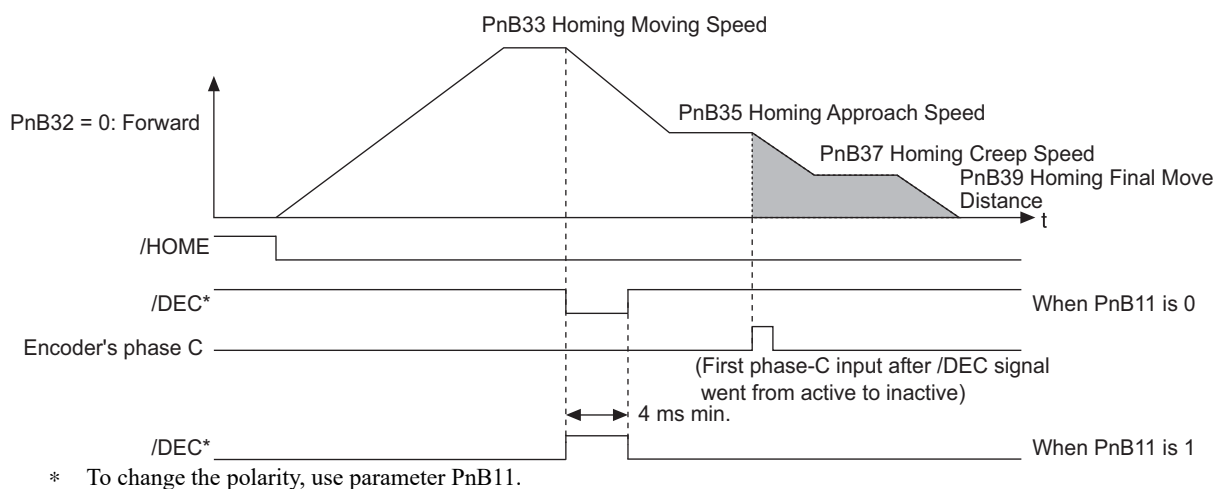 PnB33 Homing Moving Speed
PnB32 = 0: Forward
PnB35 Homing Approach Speed
PnB37 Homing Creep Speed
PnB39 Homing Final Move
Distance
t
/HOME
/DEC*
When PnB11 is 0
Encoder's phase C
(First phase-C input after /DEC signal
went from active to inactive)
4 ms min.
/DEC*
When PnB11 is 1
* To change the polarity, use parameter PnB11.